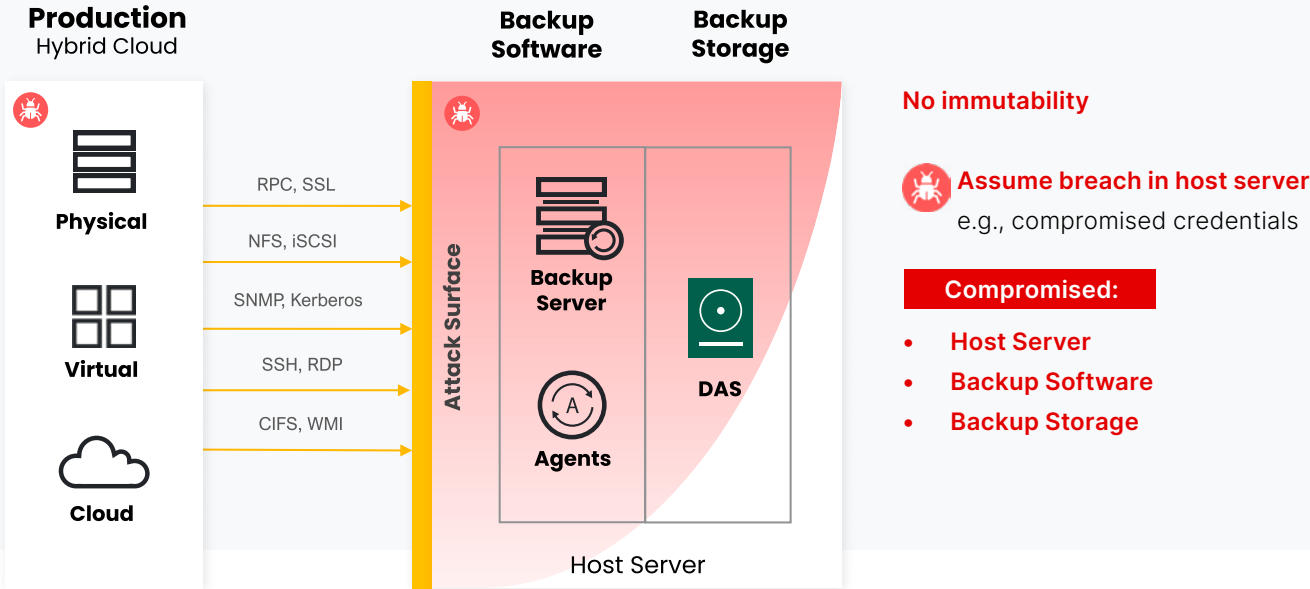 Production
Hybrid Cloud
Backup
Software
Backup
Storage
Physical
Virtual
Cloud
RPC, SSL
NFS, iSCSI
SNMP, Kerberos
SSH, RDP
CIFS, WMI
Attack Surface
Backup
Server
A
Agents
DAS
Host Server
No immutability
Assume breach in host server
e.g., compromised credentials
Compromised:
• Host Server
• Backup Software
• Backup Storage